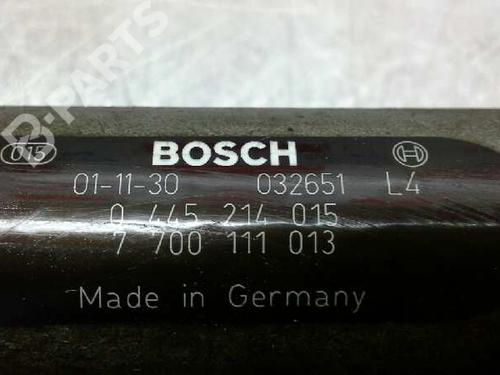 B-PARTS
015 BOSCH
01-11-30 032651 L4
0 445 214 015
7 700 111 013
Made in Germany